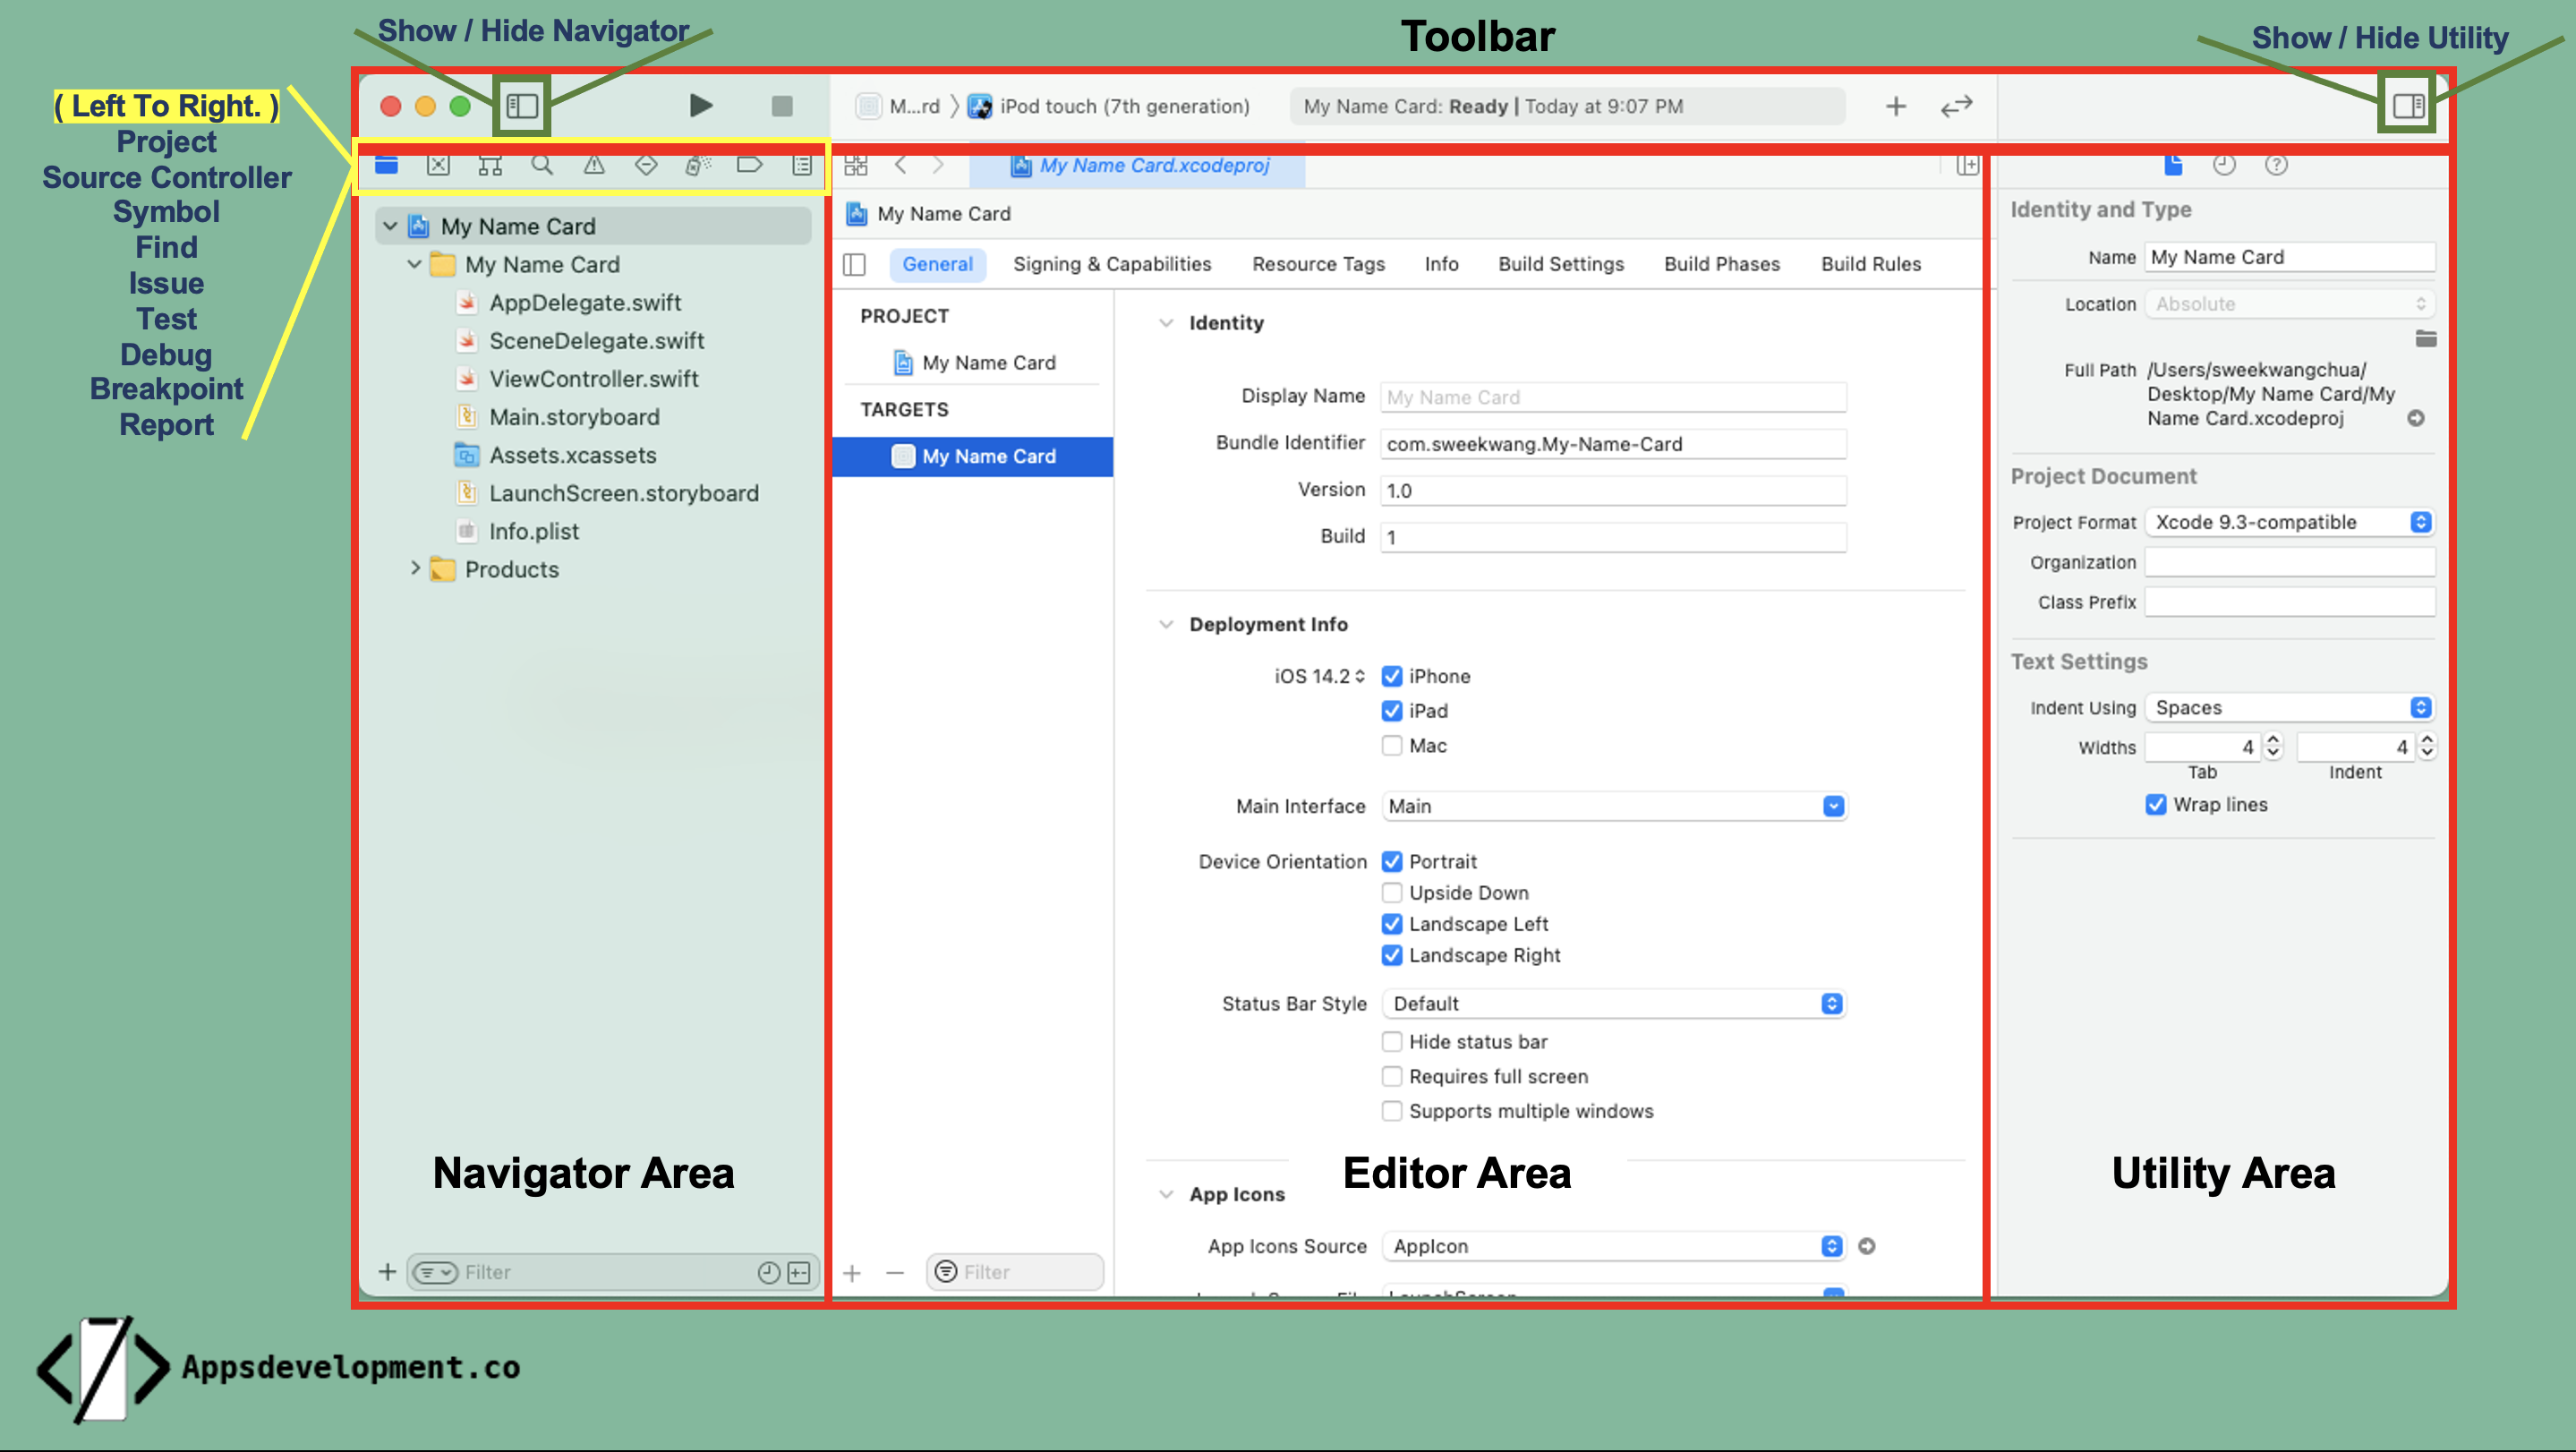 Show / Hide Navigator
Toolbar
Show / Hide Utility
( Left To Right. )
Project
Source Controller
Symbol
Find
Issue
Test
Debug
Breakpoint
Report
M...rd
iPod touch (7th generation)
My Name Card: Ready | Today at 9:07 PM
My Name Card
My Name Card
AppDelegate.swift
SceneDelegate.swift
ViewController.swift
Main.storyboard
Assets.xcassets
LaunchScreen.storyboard
Info.plist
Products
Navigator Area
Filter
My Name Card.xcodeproj
My Name Card
General Signing & Capabilities Resource Tags Info Build Settings Build Phases Build Rules
PROJECT
My Name Card
TARGETS
My Name Card
Filter
Identity
Display Name My Name Card
Bundle Identifier com.sweekwang.My-Name-Card
Version 1.0
Build 1
Deployment Info
iOS 14.2 iPhone
iPad
Mac
Main Interface Main
Device Orientation Portrait
Upside Down
Landscape Left
Landscape Right
Status Bar Style Default
Hide status bar
Requires full screen
Supports multiple windows
Editor Area
App Icons
App Icons Source AppIcon
Identity and Type
Name My Name Card
Location Absolute
Full Path /Users/sweekwangchua/
Desktop/My Name Card/My
Name Card.xcodeproj
Project Document
Project Format Xcode 9.3-compatible
Organization
Class Prefix
Text Settings
Indent Using Spaces
Widths 4 4
Tab Indent
Wrap lines
Utility Area
Appsdevelopment.co